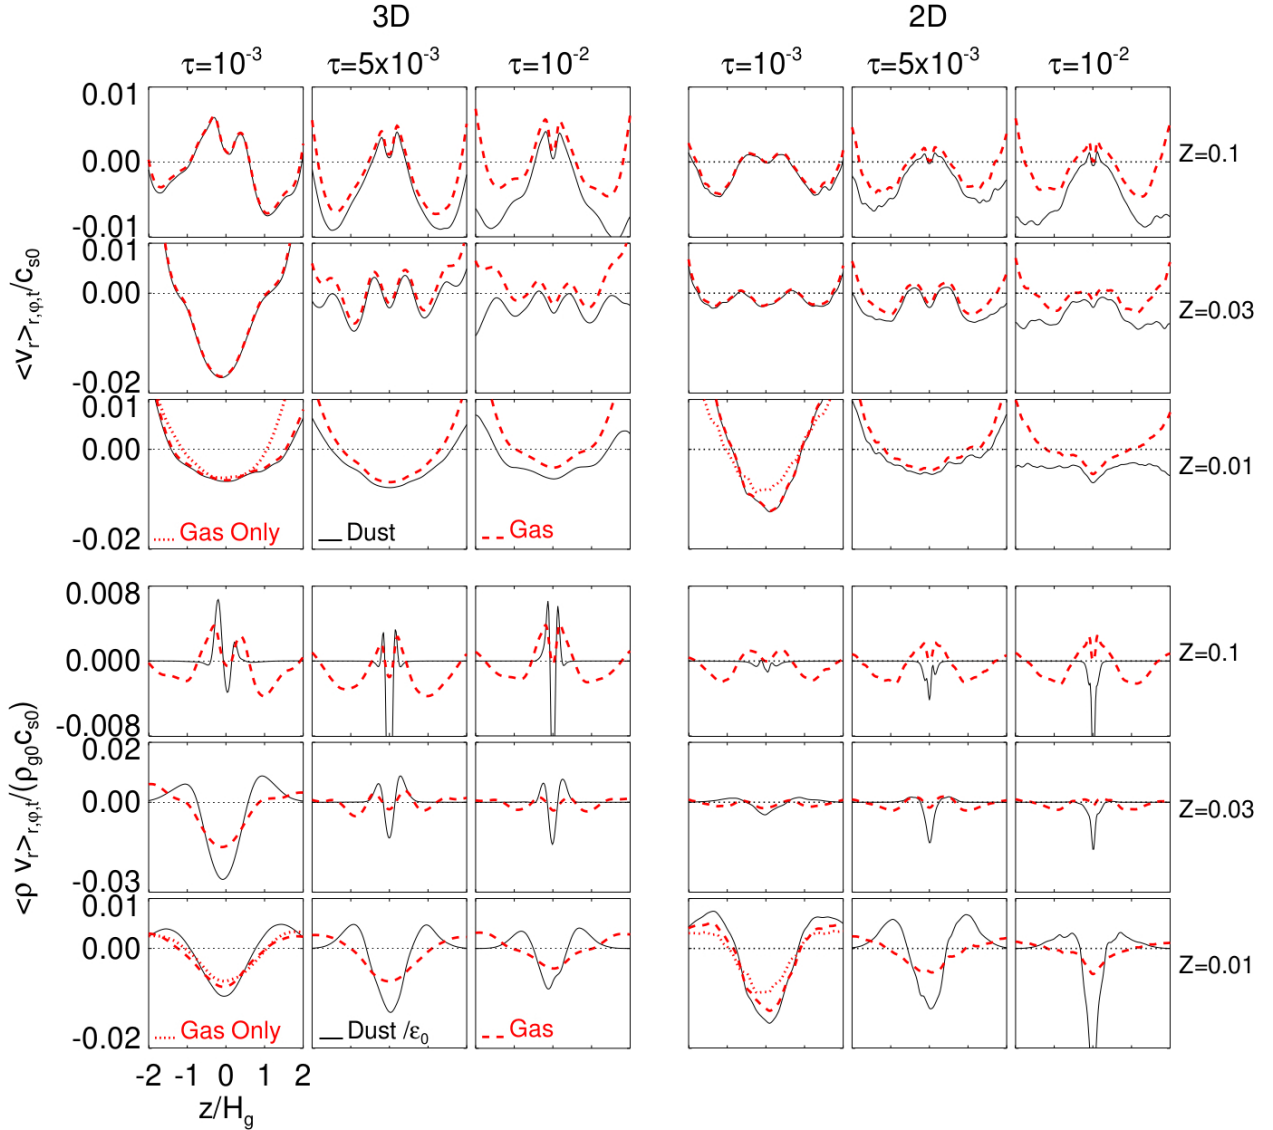 3D 2D
τ=10⁻³ τ=5x10⁻³ τ=10⁻² τ=10⁻³ τ=5x10⁻³ τ=10⁻²
0.01
0.00
-0.01
Z=0.1
<v_r>_{r,φ,t}/c_{s0}
0.01
0.00
-0.02
Z=0.03
0.01
0.00
-0.02
Z=0.01
Gas Only Dust Gas
0.008
0.000
-0.008
Z=0.1
<ρ v_r>_{r,φ,t}/(ρ_{g0}c_{s0})
0.02
0.00
-0.03
Z=0.03
0.01
0.00
-0.02
Z=0.01
Gas Only Dust /ε₀ Gas
-2 -1 0 1 2
z/H_g